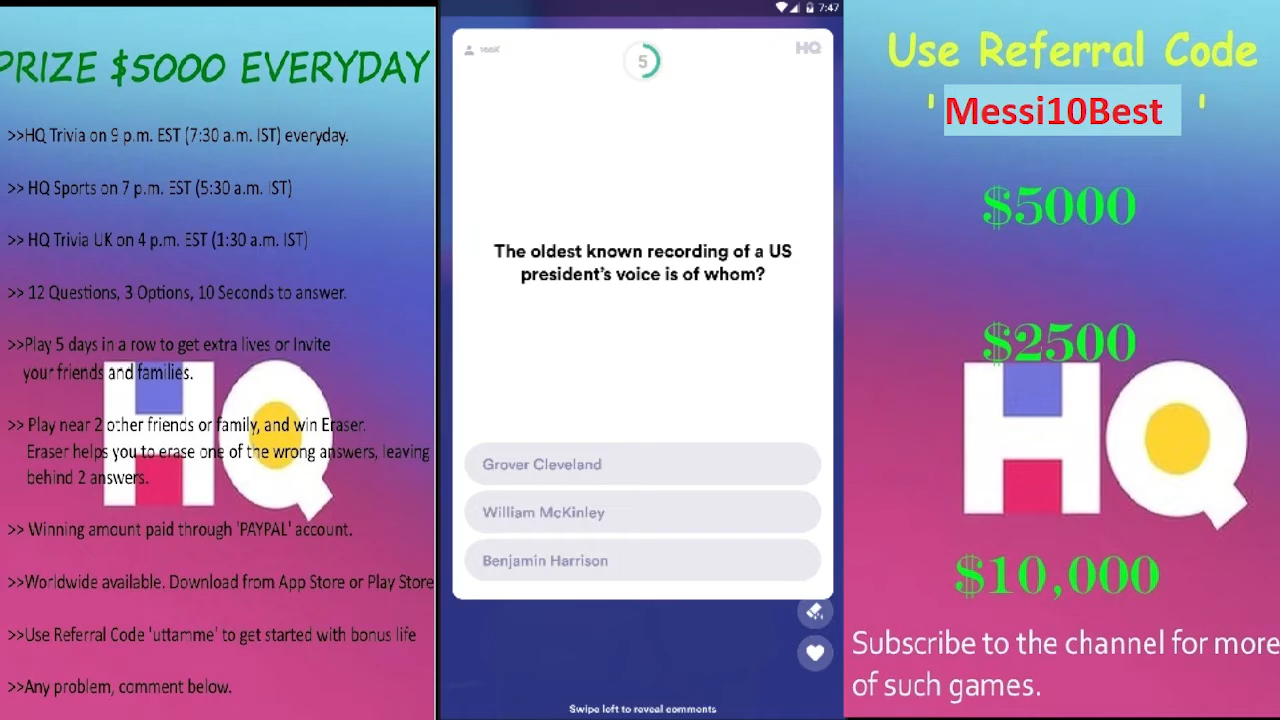 PRIZE $5000 EVERYDAY
>>HQ Trivia on 9 p.m. EST (7:30 a.m. IST) everyday.
>> HQ Sports on 7 p.m. EST (5:30 a.m. IST)
>> HQ Trivia UK on 4 p.m. EST (1:30 a.m. IST)
>> 12 Questions, 3 Options, 10 Seconds to answer.
>>Play 5 days in a row to get extra lives or Invite
your friends and families.
>> Play near 2 other friends or family, and win Eraser.
Eraser helps you to erase one of the wrong answers, leaving
behind 2 answers.
>> Winning amount paid through 'PAYPAL' account.
>>Worldwide available. Download from App Store or Play Store
>>Use Referral Code 'uttamme' to get started with bonus life
>>Any problem, comment below.
HQ
7:47
5
HQ
The oldest known recording of a US
president's voice is of whom?
Grover Cleveland
William McKinley
Benjamin Harrison
Swipe left to reveal comments
Use Referral Code
' Messi10Best '
$5000
$2500
HQ
$10,000
Subscribe to the channel for more
of such games.